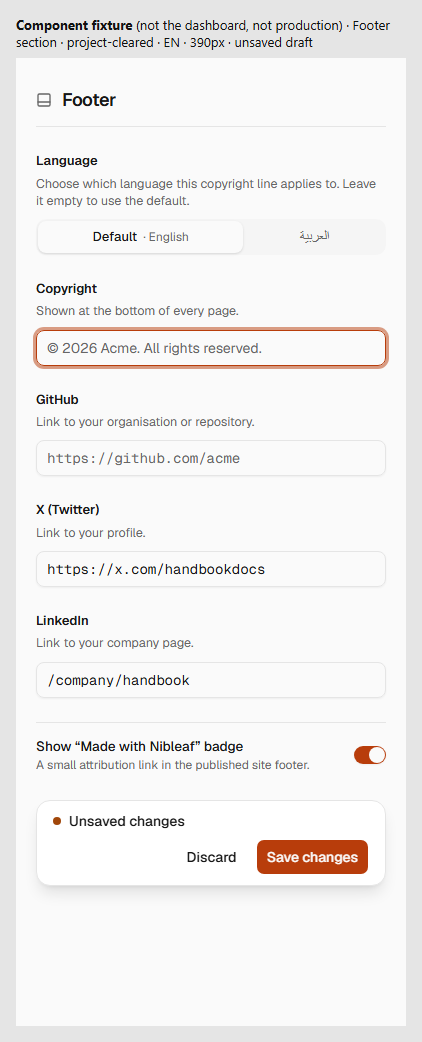 Component fixture (not the dashboard, not production) · Footer
section · project-cleared · EN · 390px · unsaved draft
Footer
Language
Choose which language this copyright line applies to. Leave
it empty to use the default.
Default · English
العربية
Copyright
Shown at the bottom of every page.
© 2026 Acme. All rights reserved.
GitHub
Link to your organisation or repository.
https://github.com/acme
X (Twitter)
Link to your profile.
https://x.com/handbookdocs
LinkedIn
Link to your company page.
/company/handbook
Show “Made with Nibleaf” badge
A small attribution link in the published site footer.
Unsaved changes
Discard
Save changes